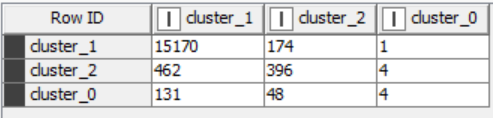 Row ID cluster_1 cluster_2 cluster_0
cluster_1 15170 174 1
cluster_2 462 396 4
cluster_0 131 48 4